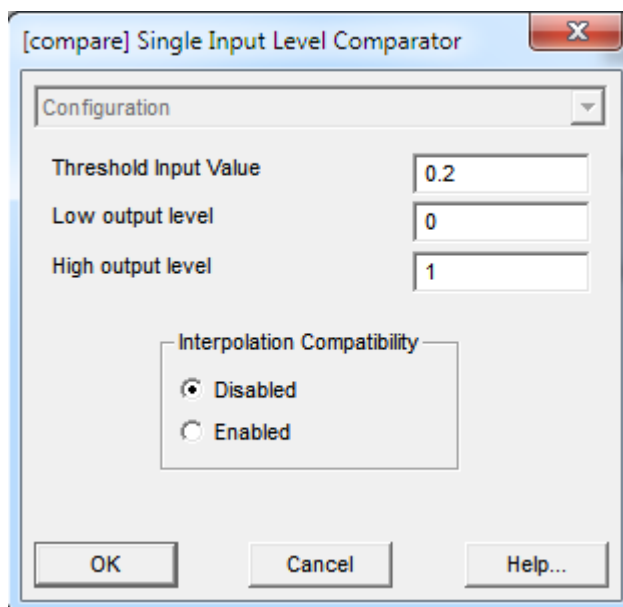 [compare] Single Input Level Comparator
Configuration
Threshold Input Value 0.2
Low output level 0
High output level 1
Interpolation Compatibility
Disabled
Enabled
OK Cancel Help...